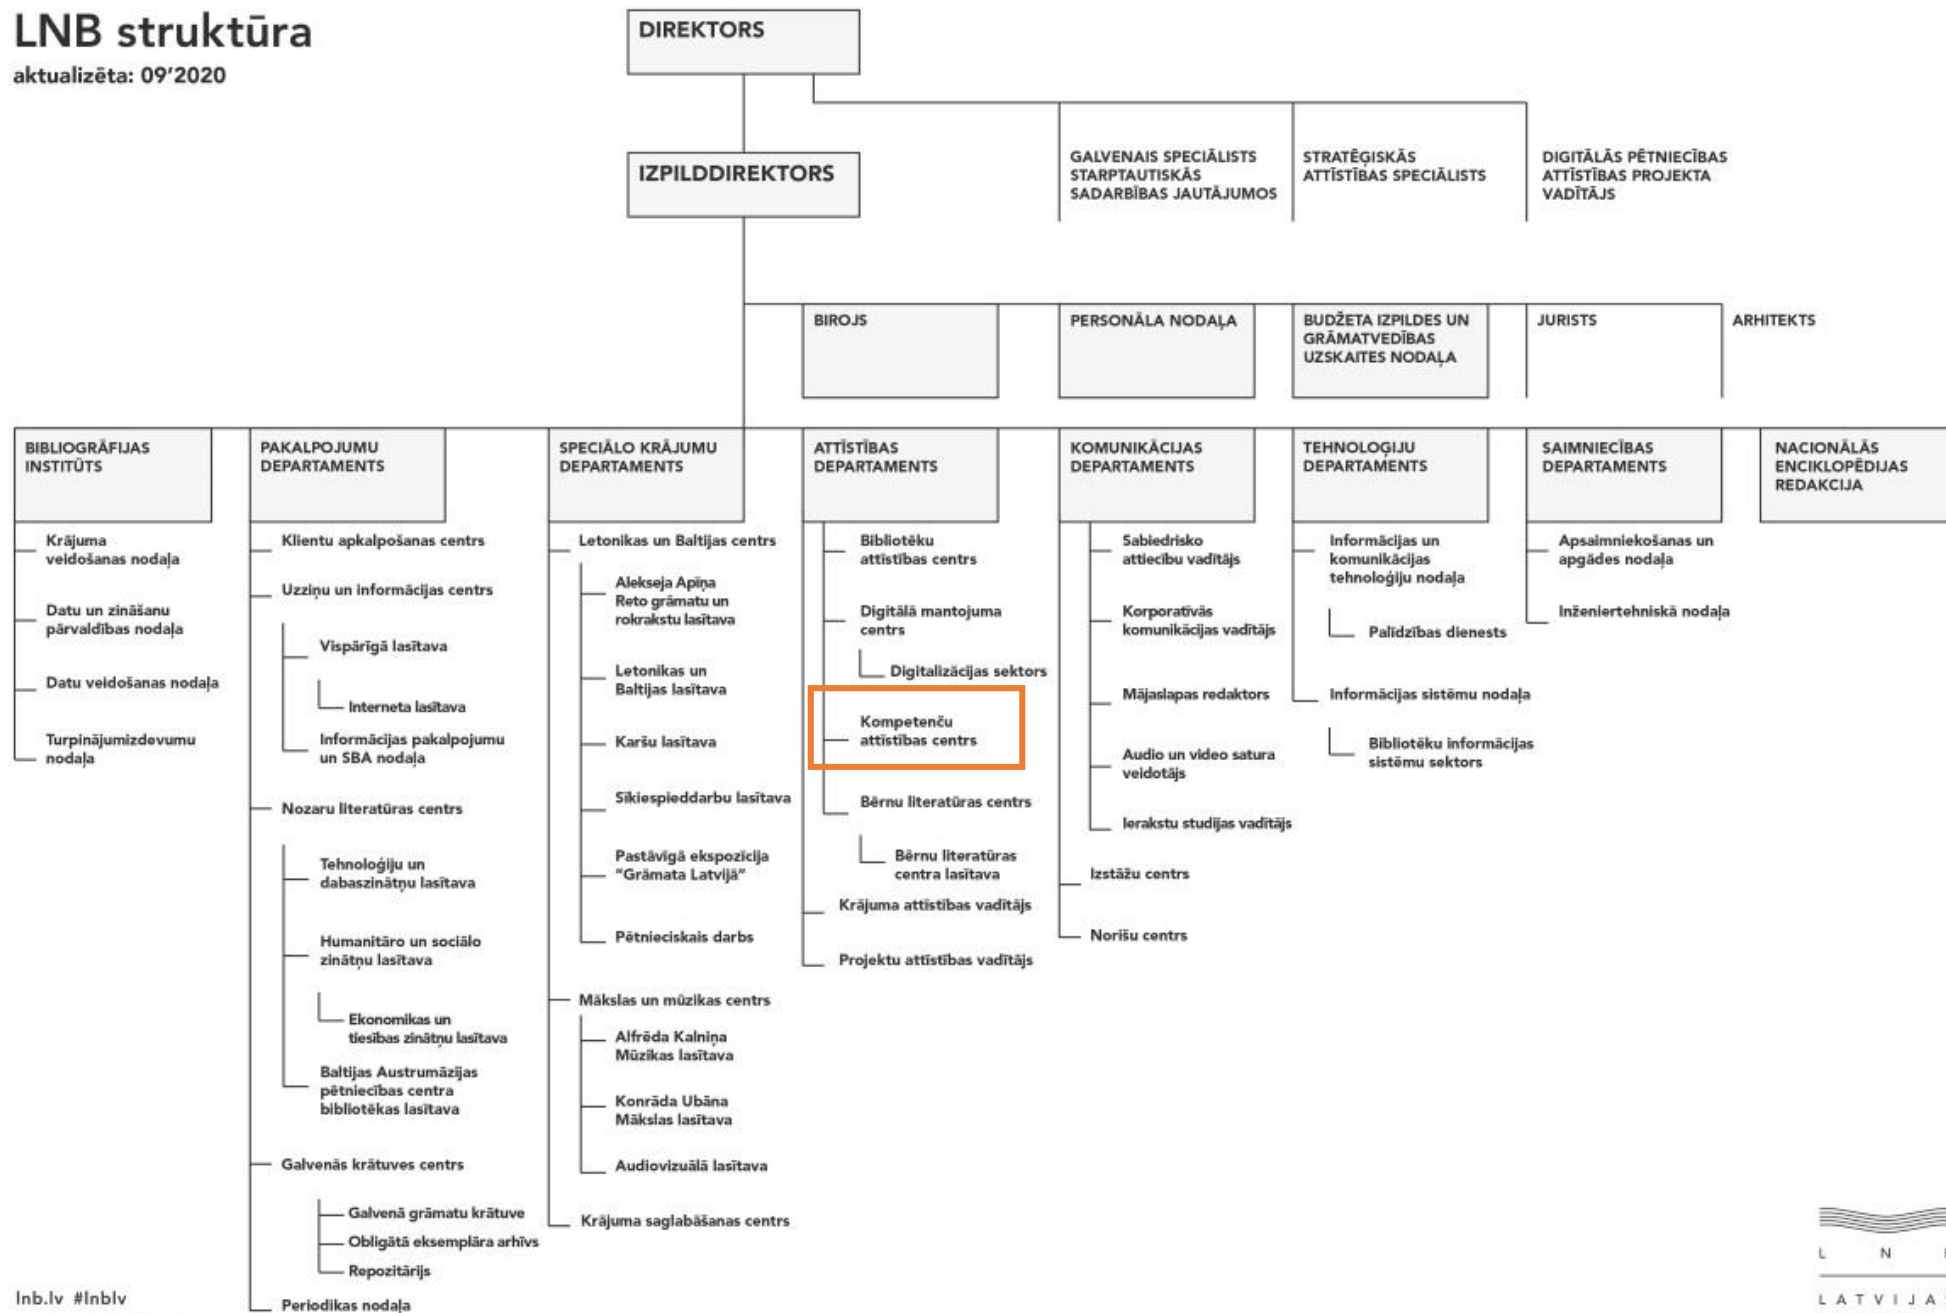 LNB struktūra
aktualizēta: 09’2020
DIREKTORS
IZPILDDIREKTORS
GALVENAIS SPECIĀLISTS
STARPTAUTISKĀS
SADARBĪBAS JAUTĀJUMOS
STRATĒĢISKĀS
ATTĪSTĪBAS SPECIĀLISTS
DIGITĀLĀS PĒTNIECĪBAS
ATTĪSTĪBAS PROJEKTA
VADĪTĀJS
BIROJS
PERSONĀLA NODAĻA
BUDŽETA IZPILDES UN
GRĀMATVEDĪBAS
UZSKAITES NODAĻA
JURISTS
ARHITEKTS
BIBLIOGRĀFIJAS
INSTITŪTS
Krājuma
veidošanas nodaļa
Datu un zināšanu
pārvaldības nodaļa
Datu veidošanas nodaļa
Turpinājumizdevumu
nodaļa
PAKALPOJUMU
DEPARTAMENTS
Klientu apkalpošanas centrs
Uzziņu un informācijas centrs
Vispārīgā lasītava
Interneta lasītava
Informācijas pakalpojumu
un SBA nodaļa
Nozaru literatūras centrs
Tehnoloģiju un
dabaszinātņu lasītava
Humanitāro un sociālo
zinātņu lasītava
Ekonomikas un
tiesības zinātņu lasītava
Baltijas Austrumāzijas
pētniecības centra
bibliotēkas lasītava
Galvenās krātuves centrs
Galvenā grāmatu krātuve
Obligātā eksemplāra arhīvs
Repozitārijs
Periodikas nodaļa
SPECIĀLO KRĀJUMU
DEPARTAMENTS
Letonikas un Baltijas centrs
Alekseja Apīņa
Reto grāmatu un
rokrakstu lasītava
Letonikas un
Baltijas lasītava
Karšu lasītava
Sīkiespieddarbu lasītava
Pastāvīgā ekspozīcija
“Grāmata Latvijā”
Pētnieciskais darbs
Mākslas un mūzikas centrs
Alfrēda Kalniņa
Mūzikas lasītava
Konrāda Ubāna
Mākslas lasītava
Audiovizuālā lasītava
Krājuma saglabāšanas centrs
ATTĪSTĪBAS
DEPARTAMENTS
Bibliotēku
attīstības centrs
Digitālā mantojuma
centrs
Digitalizācijas sektors
Kompetenču
attīstības centrs
Bērnu literatūras centrs
Bērnu literatūras
centra lasītava
Krājuma attīstības vadītājs
Projektu attīstības vadītājs
KOMUNIKĀCIJAS
DEPARTAMENTS
Sabiedrisko
attiecību vadītājs
Korporatīvās
komunikācijas vadītājs
Mājaslapas redaktors
Audio un video satura
veidotājs
Ierakstu studijas vadītājs
Izstāžu centrs
Norišu centrs
TEHNOLOĢIJU
DEPARTAMENTS
Informācijas un
komunikācijas
tehnoloģiju nodaļa
Palīdzības dienests
Informācijas sistēmu nodaļa
Bibliotēku informācijas
sistēmu sektors
SAIMNIECĪBAS
DEPARTAMENTS
Apsaimniekošanas un
apgādes nodaļa
Inženiertehniskā nodaļa
NACIONĀLĀS
ENCIKLOPĒDIJAS
REDAKCIJA
lnb.lv #lnblv
L N
LATVIJA